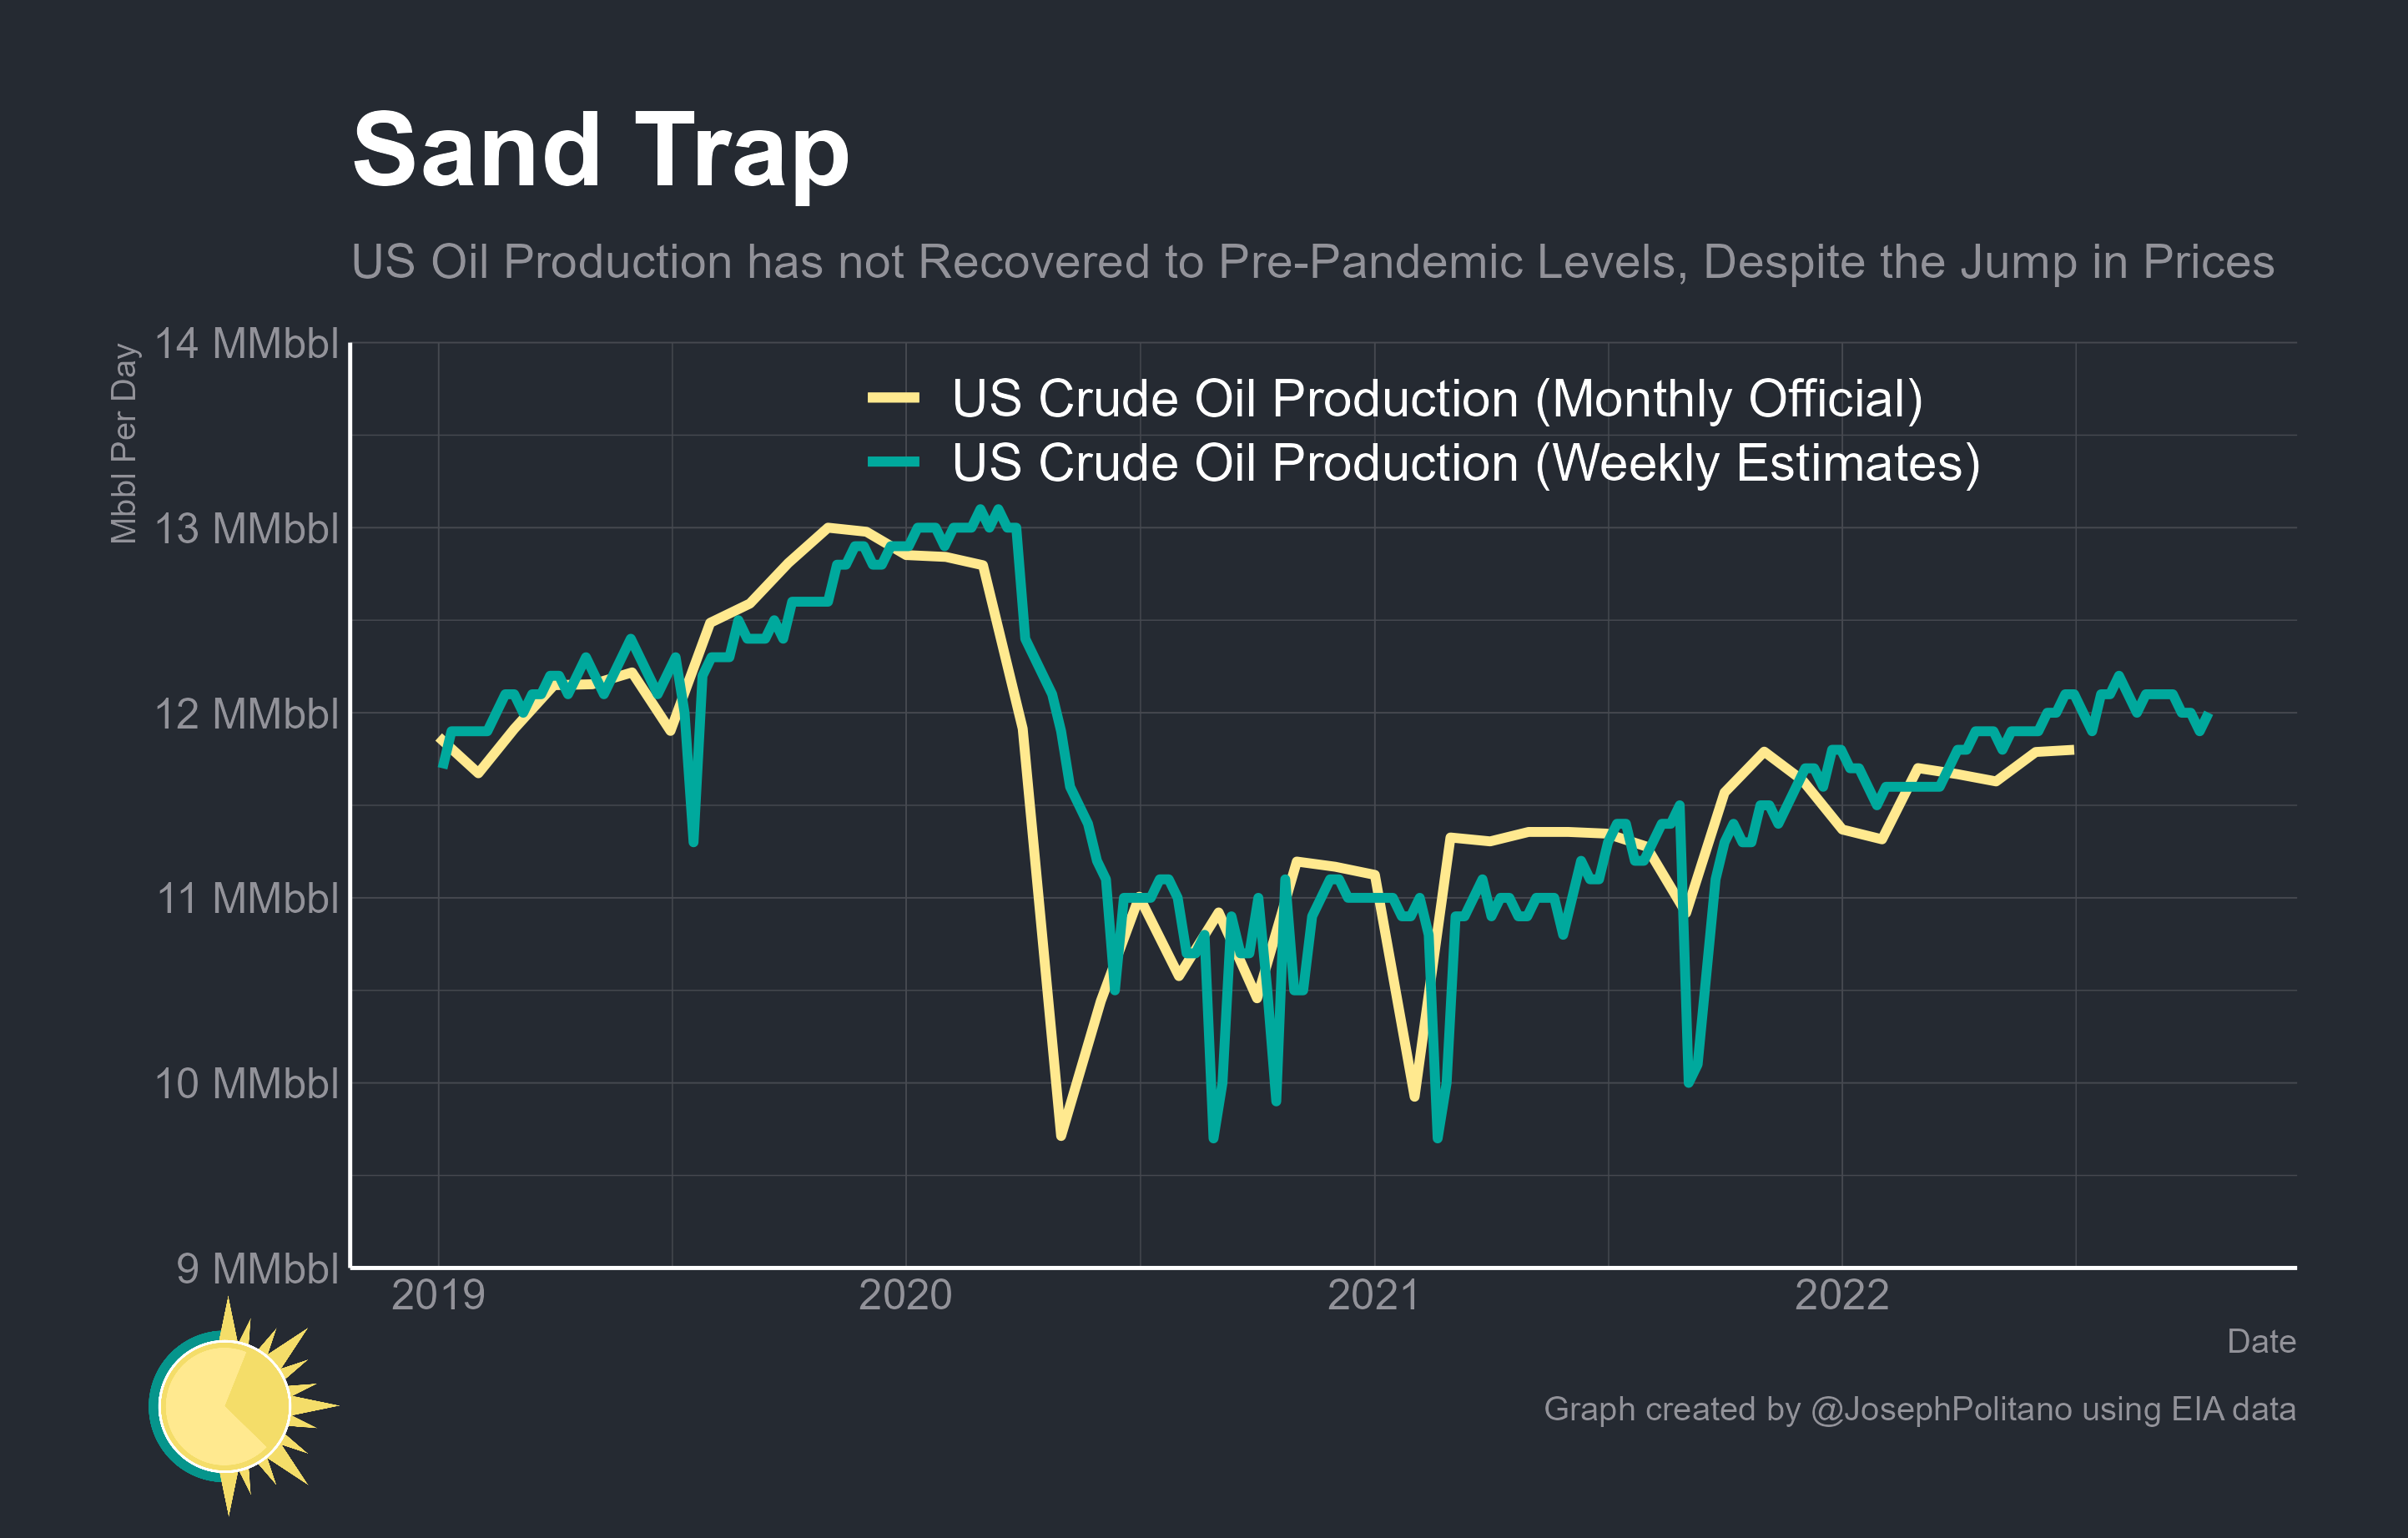 Sand Trap
US Oil Production has not Recovered to Pre-Pandemic Levels, Despite the Jump in Prices
Mbbl Per Day
14 MMbbl
13 MMbbl
12 MMbbl
11 MMbbl
10 MMbbl
9 MMbbl
US Crude Oil Production (Monthly Official)
US Crude Oil Production (Weekly Estimates)
2019
2020
2021
2022
Date
Graph created by @JosephPolitano using EIA data